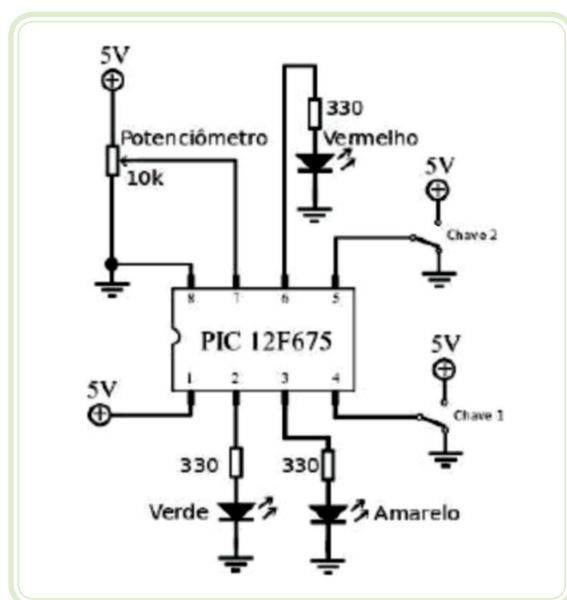 5V
330
Potenciômetro
Vermelho
10k
5V
Chave 2
8 7 6 5
PIC 12F675
1 2 3 4
5V
5V
Chave 1
330
330
Verde
Amarelo